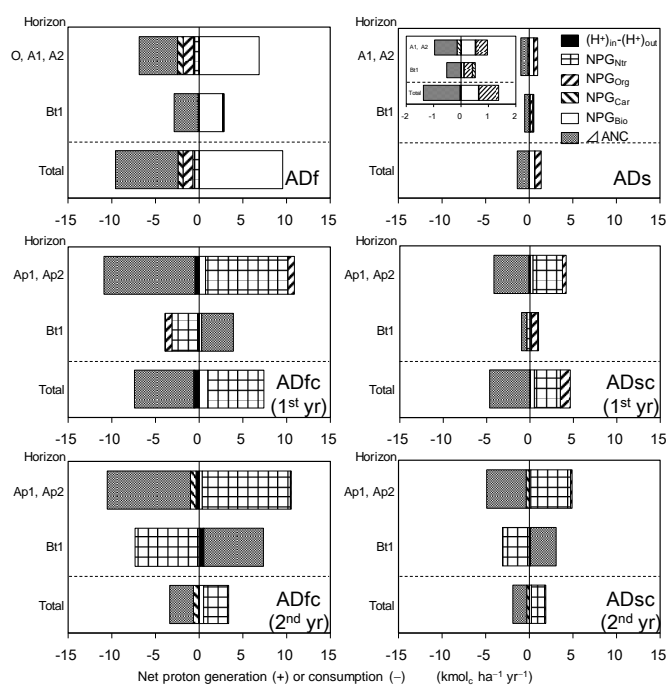 Horizon
O, A1, A2
Bt1
Total
ADf
-15 -10 -5 0 5 10 15
Horizon
A1, A2
Bt1
Total
A1, A2
Bt1
Total
-2 -1 0 1 2
(H⁺)in-(H⁺)out
NPGNtr
NPGOrg
NPGCar
NPGBio
⊿ ANC
ADs
-15 -10 -5 0 5 10 15
Horizon
Ap1, Ap2
Bt1
Total
ADfc
(1st yr)
-15 -10 -5 0 5 10 15
Horizon
Ap1, Ap2
Bt1
Total
ADsc
(1st yr)
-15 -10 -5 0 5 10 15
Horizon
Ap1, Ap2
Bt1
Total
ADfc
(2nd yr)
-15 -10 -5 0 5 10 15
Horizon
Ap1, Ap2
Bt1
Total
ADsc
(2nd yr)
-15 -10 -5 0 5 10 15
Net proton generation (+) or consumption (−) (kmolc ha⁻¹ yr⁻¹)